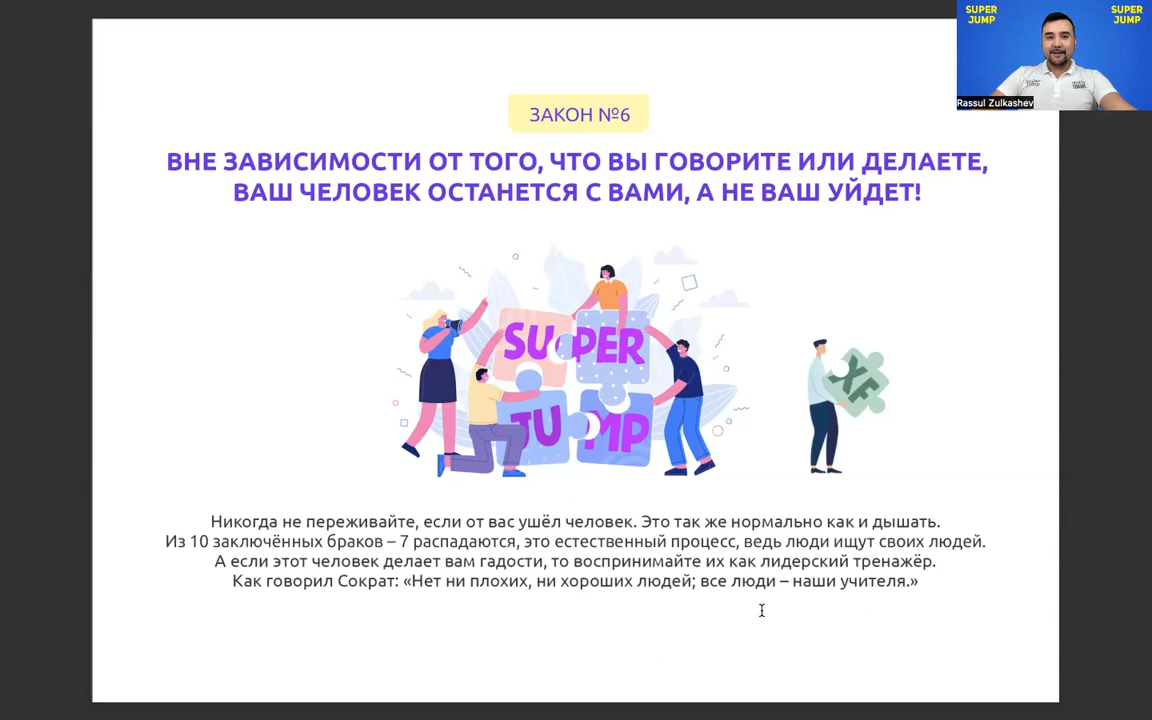 SUPER
JUMP
SUPER
JUMP
Rassul Zulkashev
ЗАКОН №6
ВНЕ ЗАВИСИМОСТИ ОТ ТОГО, ЧТО ВЫ ГОВОРИТЕ ИЛИ ДЕЛАЕТЕ,
ВАШ ЧЕЛОВЕК ОСТАНЕТСЯ С ВАМИ, А НЕ ВАШ УЙДЕТ!
SUPER
JUMP
Никогда не переживайте, если от вас ушёл человек. Это так же нормально как и дышать.
Из 10 заключённых браков – 7 распадаются, это естественный процесс, ведь люди ищут своих людей.
А если этот человек делает вам гадости, то воспринимайте их как лидерский тренажёр.
Как говорил Сократ: «Нет ни плохих, ни хороших людей; все люди – наши учителя.»